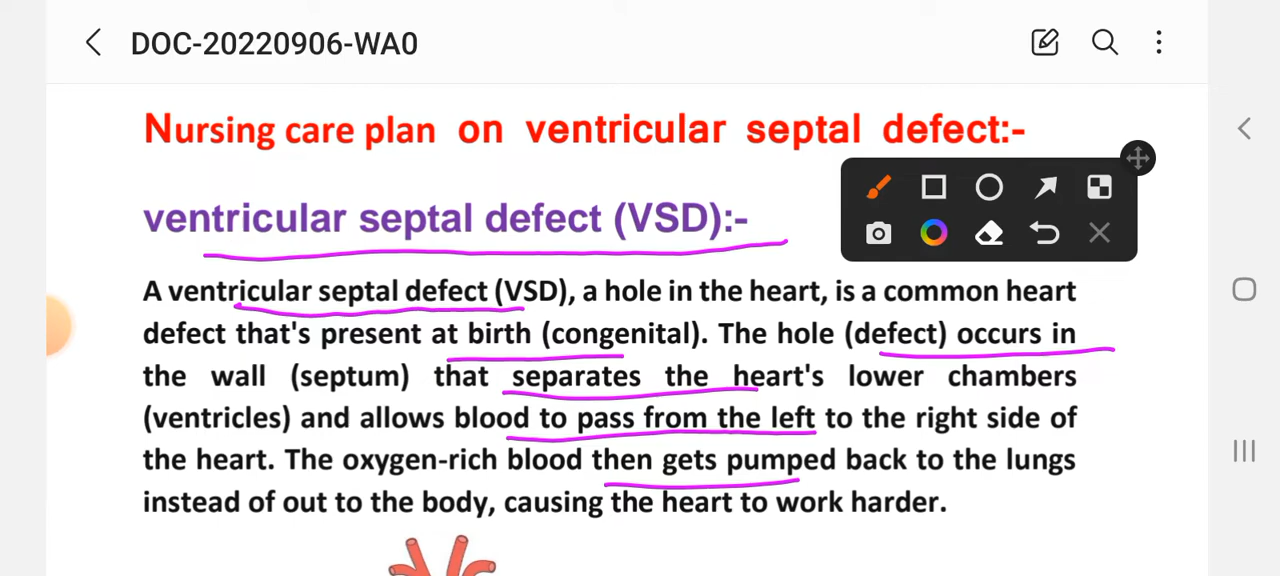 DOC-20220906-WA0
Nursing care plan on ventricular septal defect:-
ventricular septal defect (VSD):-
A ventricular septal defect (VSD), a hole in the heart, is a common heart
defect that's present at birth (congenital). The hole (defect) occurs in
the wall (septum) that separates the heart's lower chambers
(ventricles) and allows blood to pass from the left to the right side of
the heart. The oxygen-rich blood then gets pumped back to the lungs
instead of out to the body, causing the heart to work harder.